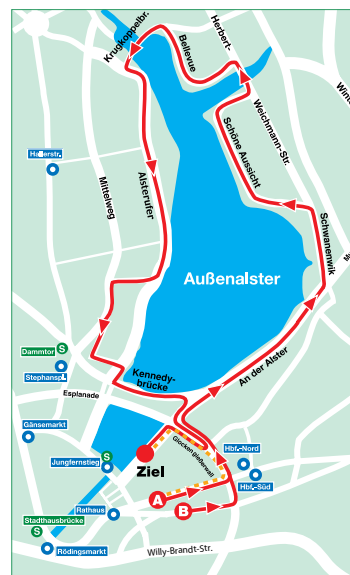 Krugkoppelbr.
Bellevue
Herbert-
Weichmann-Str.
Schöne Aussicht
Hallerstr.
Mittelweg
Alsterufer
Schwanenwik
Außenalster
An der Alster
Dammtor
S
Stephanspl.
Kennedy-
brücke
Esplanade
Gänsemarkt
Glockengießerwall
Hbf.-Nord
Jungfernstieg
S
Ziel
Hbf.-Süd
A
B
Rathaus
Stadthausbrücke
S
Rödingsmarkt
Willy-Brandt-Str.